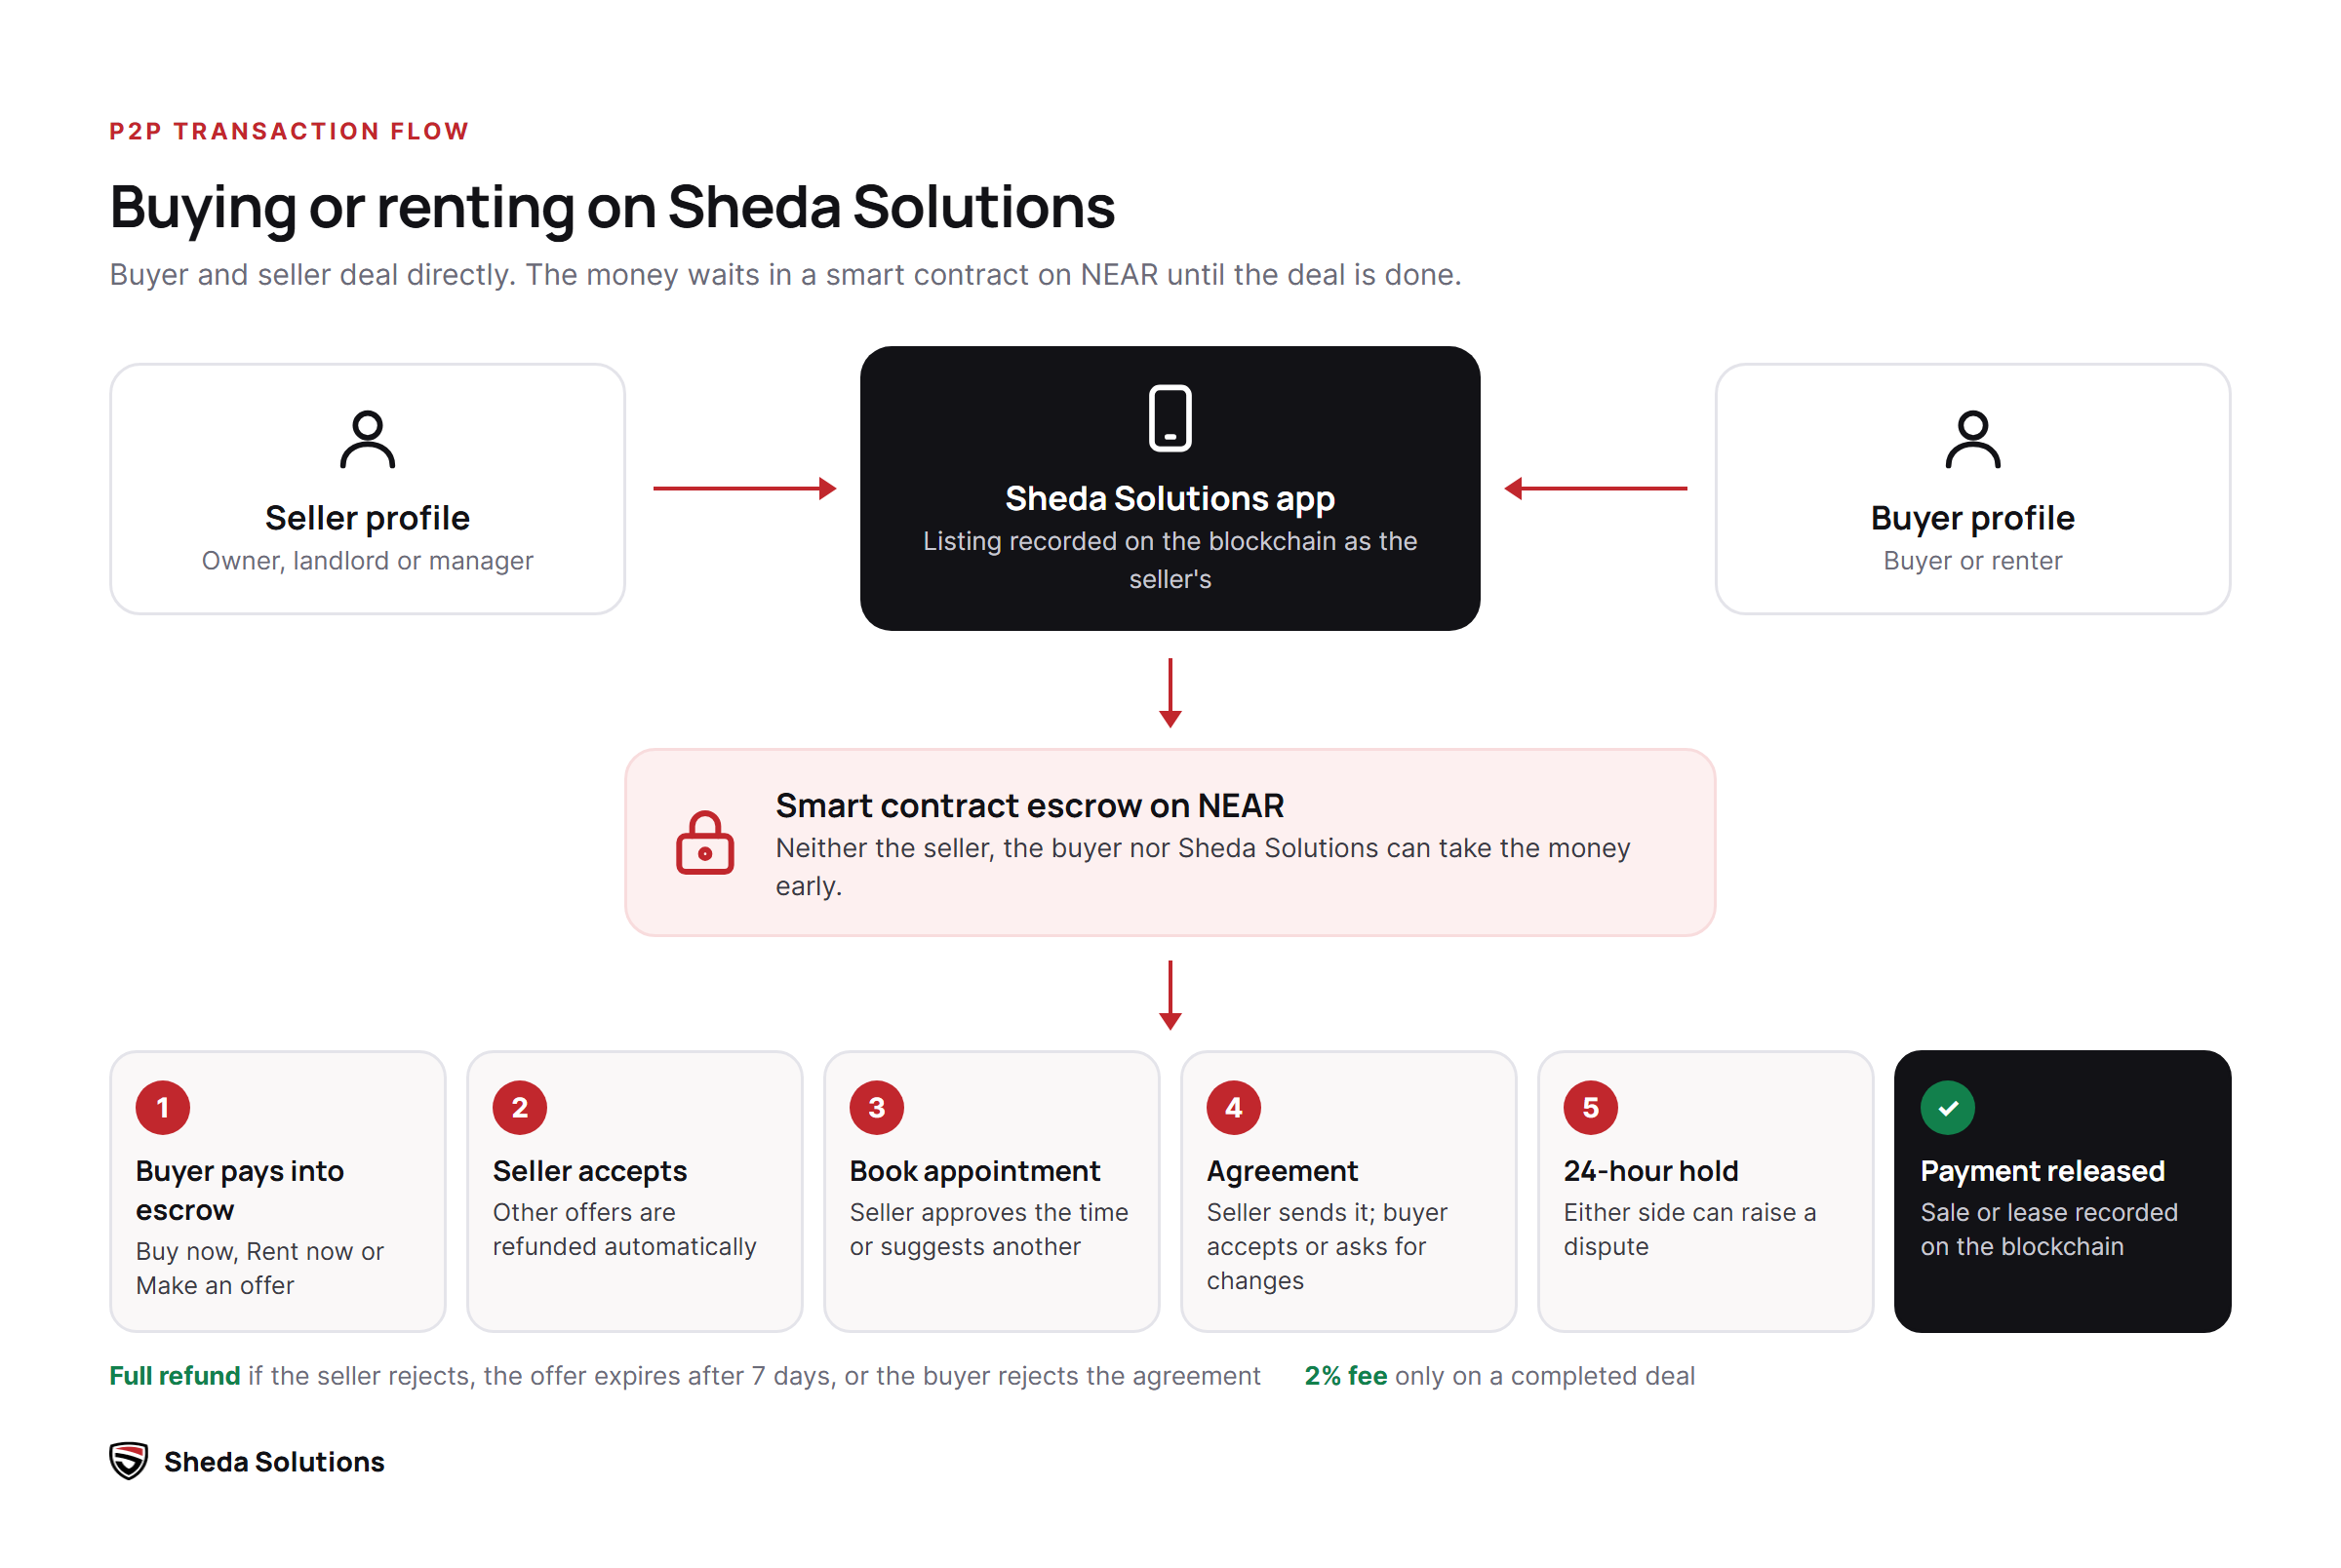 P2P TRANSACTION FLOW
Buying or renting on Sheda Solutions
Buyer and seller deal directly. The money waits in a smart contract on NEAR until the deal is done.
Seller profile
Owner, landlord or manager
Sheda Solutions app
Listing recorded on the blockchain as the
seller's
Buyer profile
Buyer or renter
Smart contract escrow on NEAR
Neither the seller, the buyer nor Sheda Solutions can take the money
early.
1
Buyer pays into
escrow
Buy now, Rent now or
Make an offer
2
Seller accepts
Other offers are
refunded automatically
3
Book appointment
Seller approves the time
or suggests another
4
Agreement
Seller sends it; buyer
accepts or asks for
changes
5
24-hour hold
Either side can raise a
dispute
Payment released
Sale or lease recorded
on the blockchain
Full refund if the seller rejects, the offer expires after 7 days, or the buyer rejects the agreement
2% fee only on a completed deal
Sheda Solutions